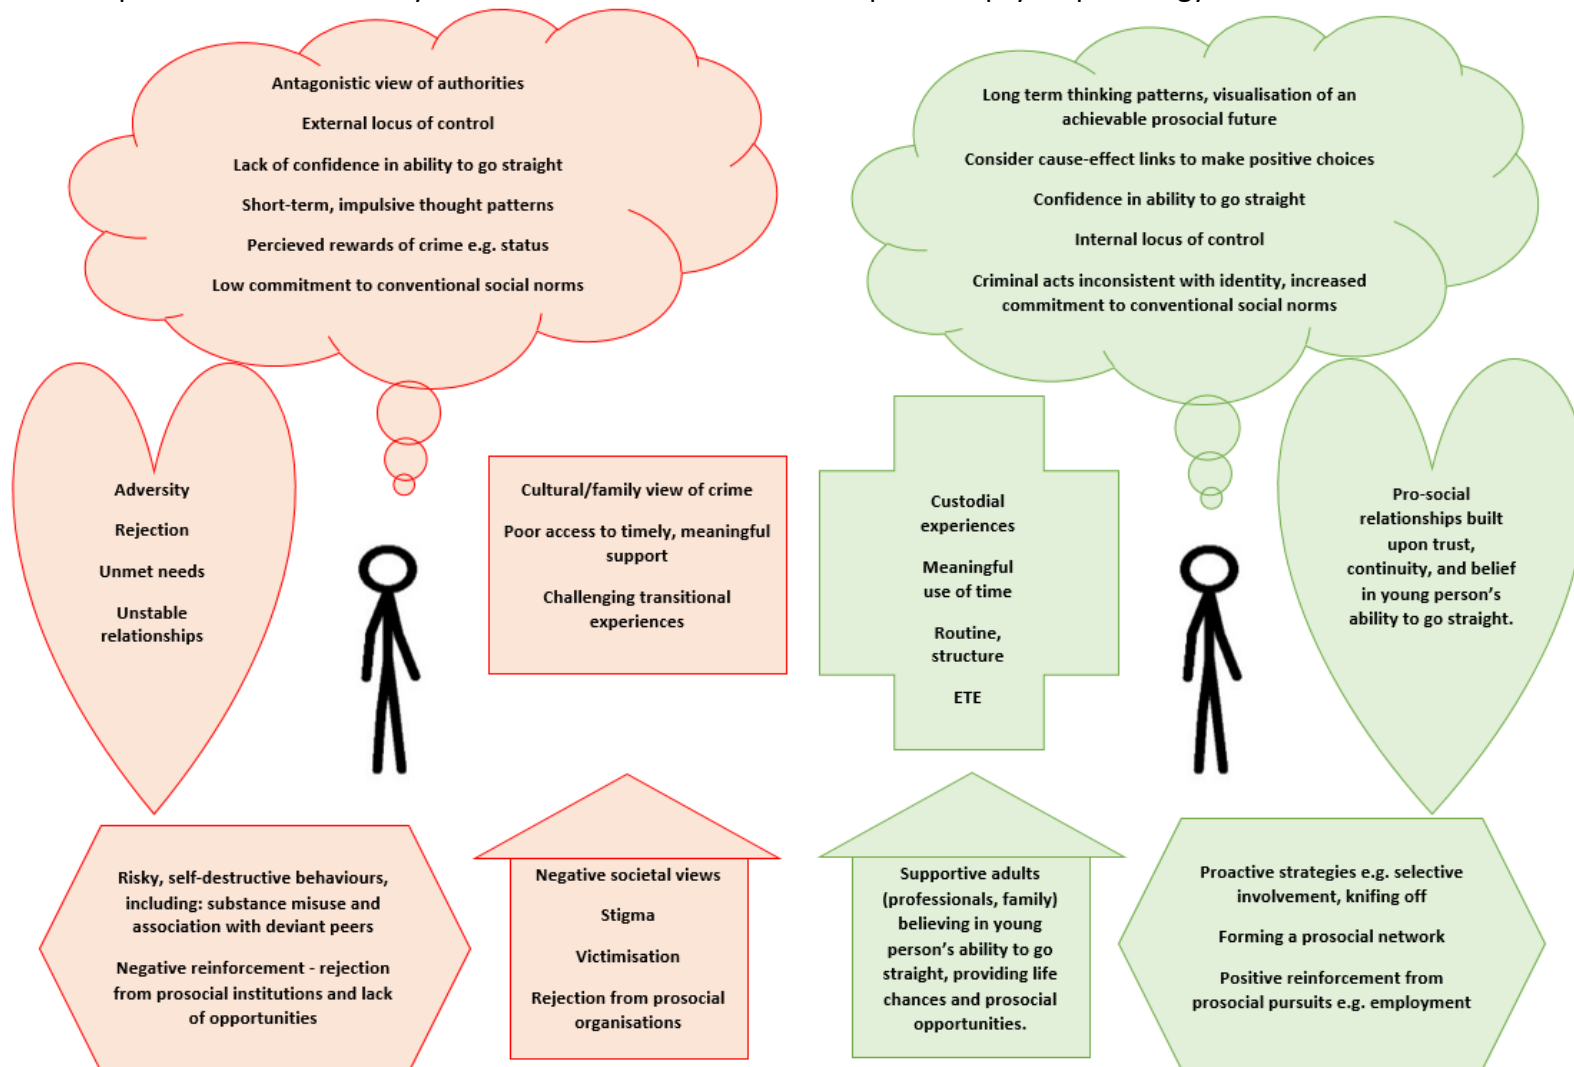 Antagonistic view of authorities
External locus of control
Lack of confidence in ability to go straight
Short-term, impulsive thought patterns
Percieved rewards of crime e.g. status
Low commitment to conventional social norms
Long term thinking patterns, visualisation of an
achievable prosocial future
Consider cause-effect links to make positive choices
Confidence in ability to go straight
Internal locus of control
Criminal acts inconsistent with identity, increased
commitment to conventional social norms
Adversity
Rejection
Unmet needs
Unstable
relationships
Cultural/family view of crime
Poor access to timely, meaningful
support
Challenging transitional
experiences
Custodial
experiences
Meaningful
use of time
Routine,
structure
ETE
Pro-social
relationships built
upon trust,
continuity, and belief
in young person's
ability to go straight.
Risky, self-destructive behaviours,
including: substance misuse and
association with deviant peers
Negative reinforcement - rejection
from prosocial institutions and lack
of opportunities
Negative societal views
Stigma
Victimisation
Rejection from prosocial
organisations
Supportive adults
(professionals, family)
believing in young
person's ability to go
straight, providing life
chances and prosocial
opportunities.
Proactive strategies e.g. selective
involvement, knifing off
Forming a prosocial network
Positive reinforcement from
prosocial pursuits e.g. employment